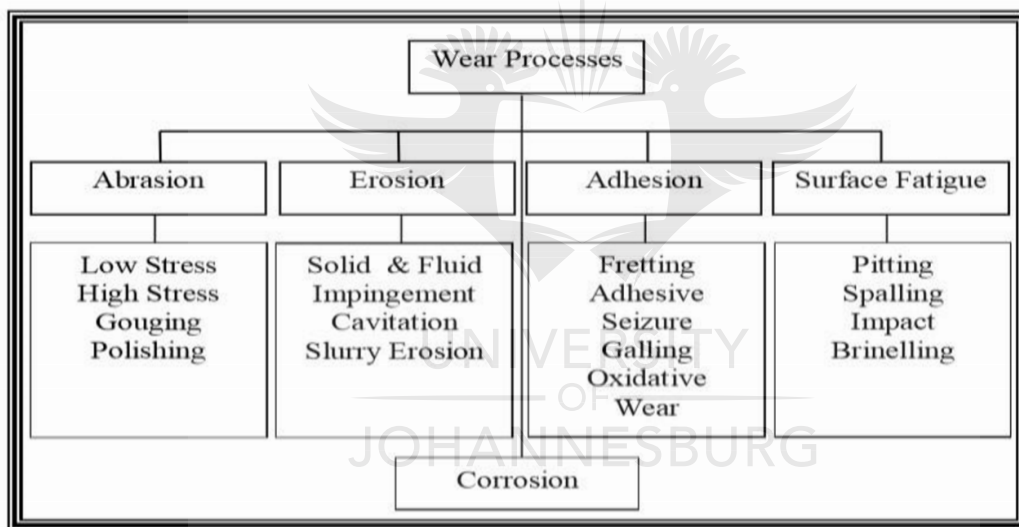 Wear Processes
Abrasion
Erosion
Adhesion
Surface Fatigue
Low Stress
High Stress
Gouging
Polishing
Solid & Fluid
Impingement
Cavitation
Slurry Erosion
Fretting
Adhesive
Seizure
Galling
Oxidative
Wear
Pitting
Spalling
Impact
Brinelling
UNIVERSITY
OF
JOHANNESBURG
Corrosion